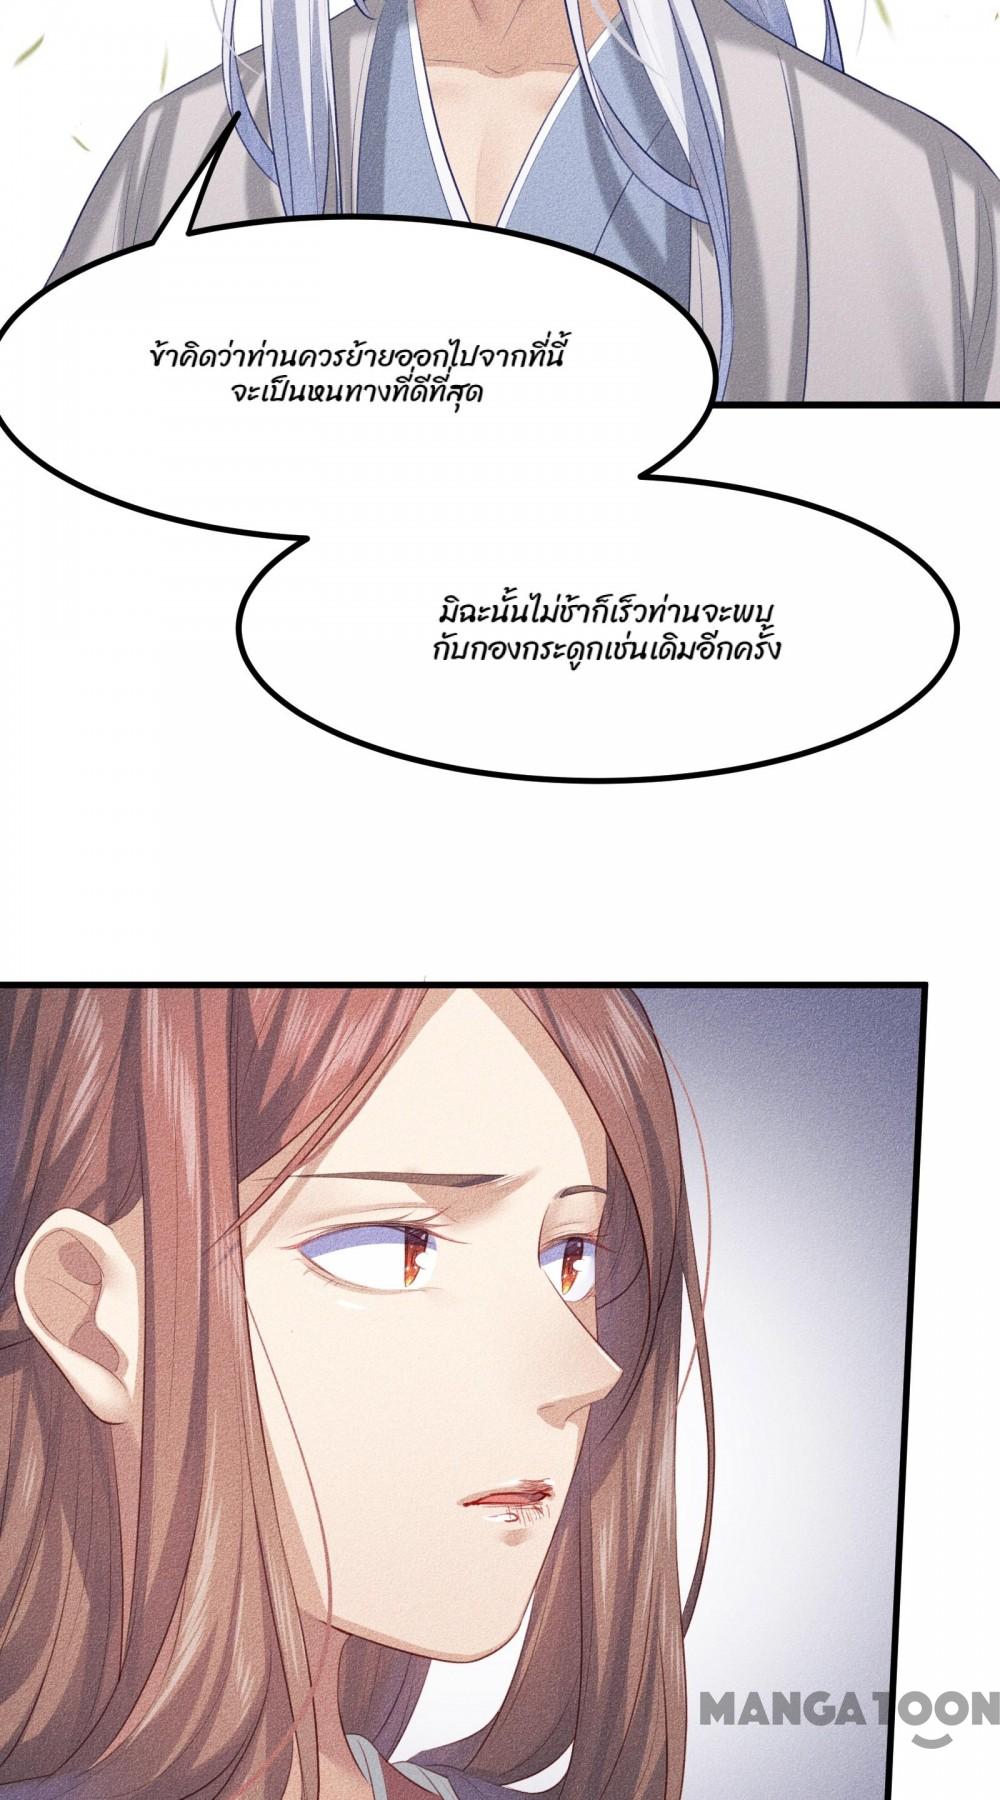 ข้าคิดว่าท่านควรย้ายออกไปจากที่นี้
จะเป็นหนทางที่ดีที่สุด
มิฉะนั้นไม่ช้าก็เร็วท่านจะพบ
กับกองกระดูกเช่นเดิมอีกครั้ง
MANGATOON